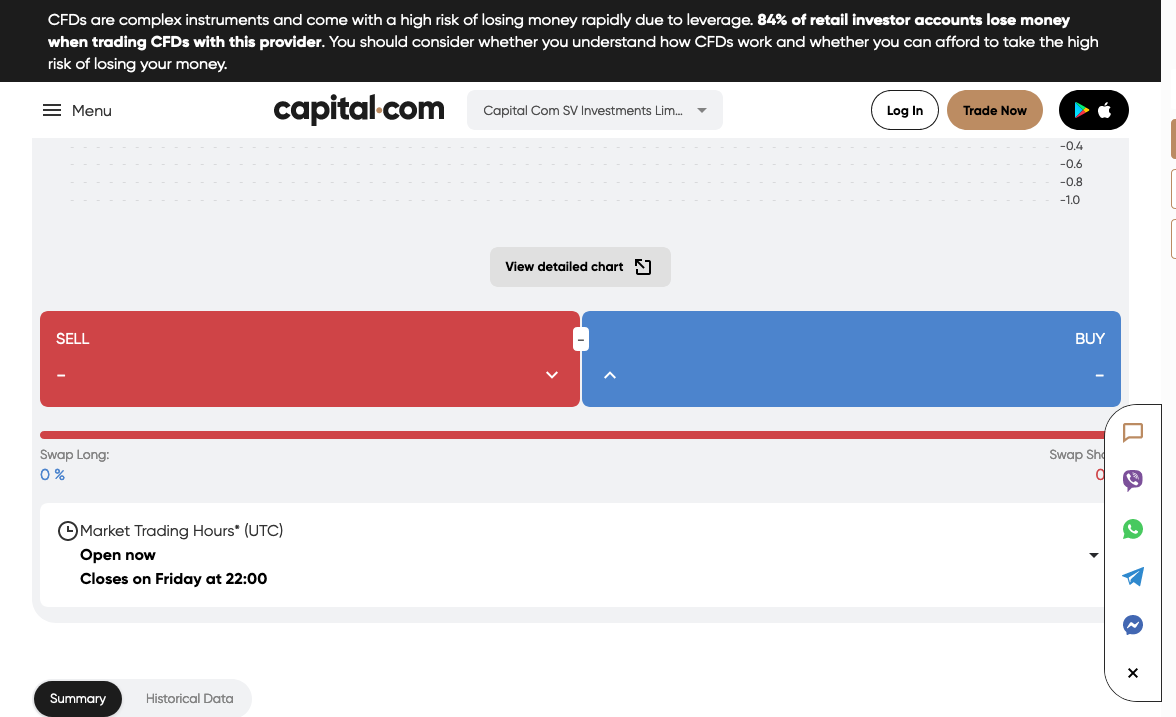 CFDs are complex instruments and come with a high risk of losing money rapidly due to leverage. 84% of retail investor accounts lose money
when trading CFDs with this provider. You should consider whether you understand how CFDs work and whether you can afford to take the high
risk of losing your money.
Menu
capital.com
Capital Com SV Investments Lim...
Log In
Trade Now
-0.4
-0.6
-0.8
-1.0
View detailed chart
SELL
BUY
-
-
-
Swap Long:
Swap Sho
0 %
0
Market Trading Hours* (UTC)
Open now
Closes on Friday at 22:00
Summary
Historical Data